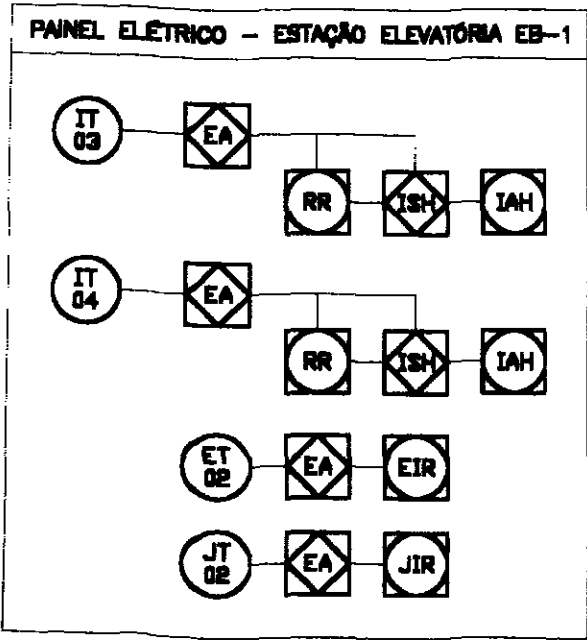 PAINEL ELÉTRICO - ESTAÇÃO ELEVATÓRIA EB-1
IT
03
EA
RR
ISH
IAH
IT
04
EA
RR
ISH
IAH
ET
02
EA
EIR
JT
02
EA
JIR